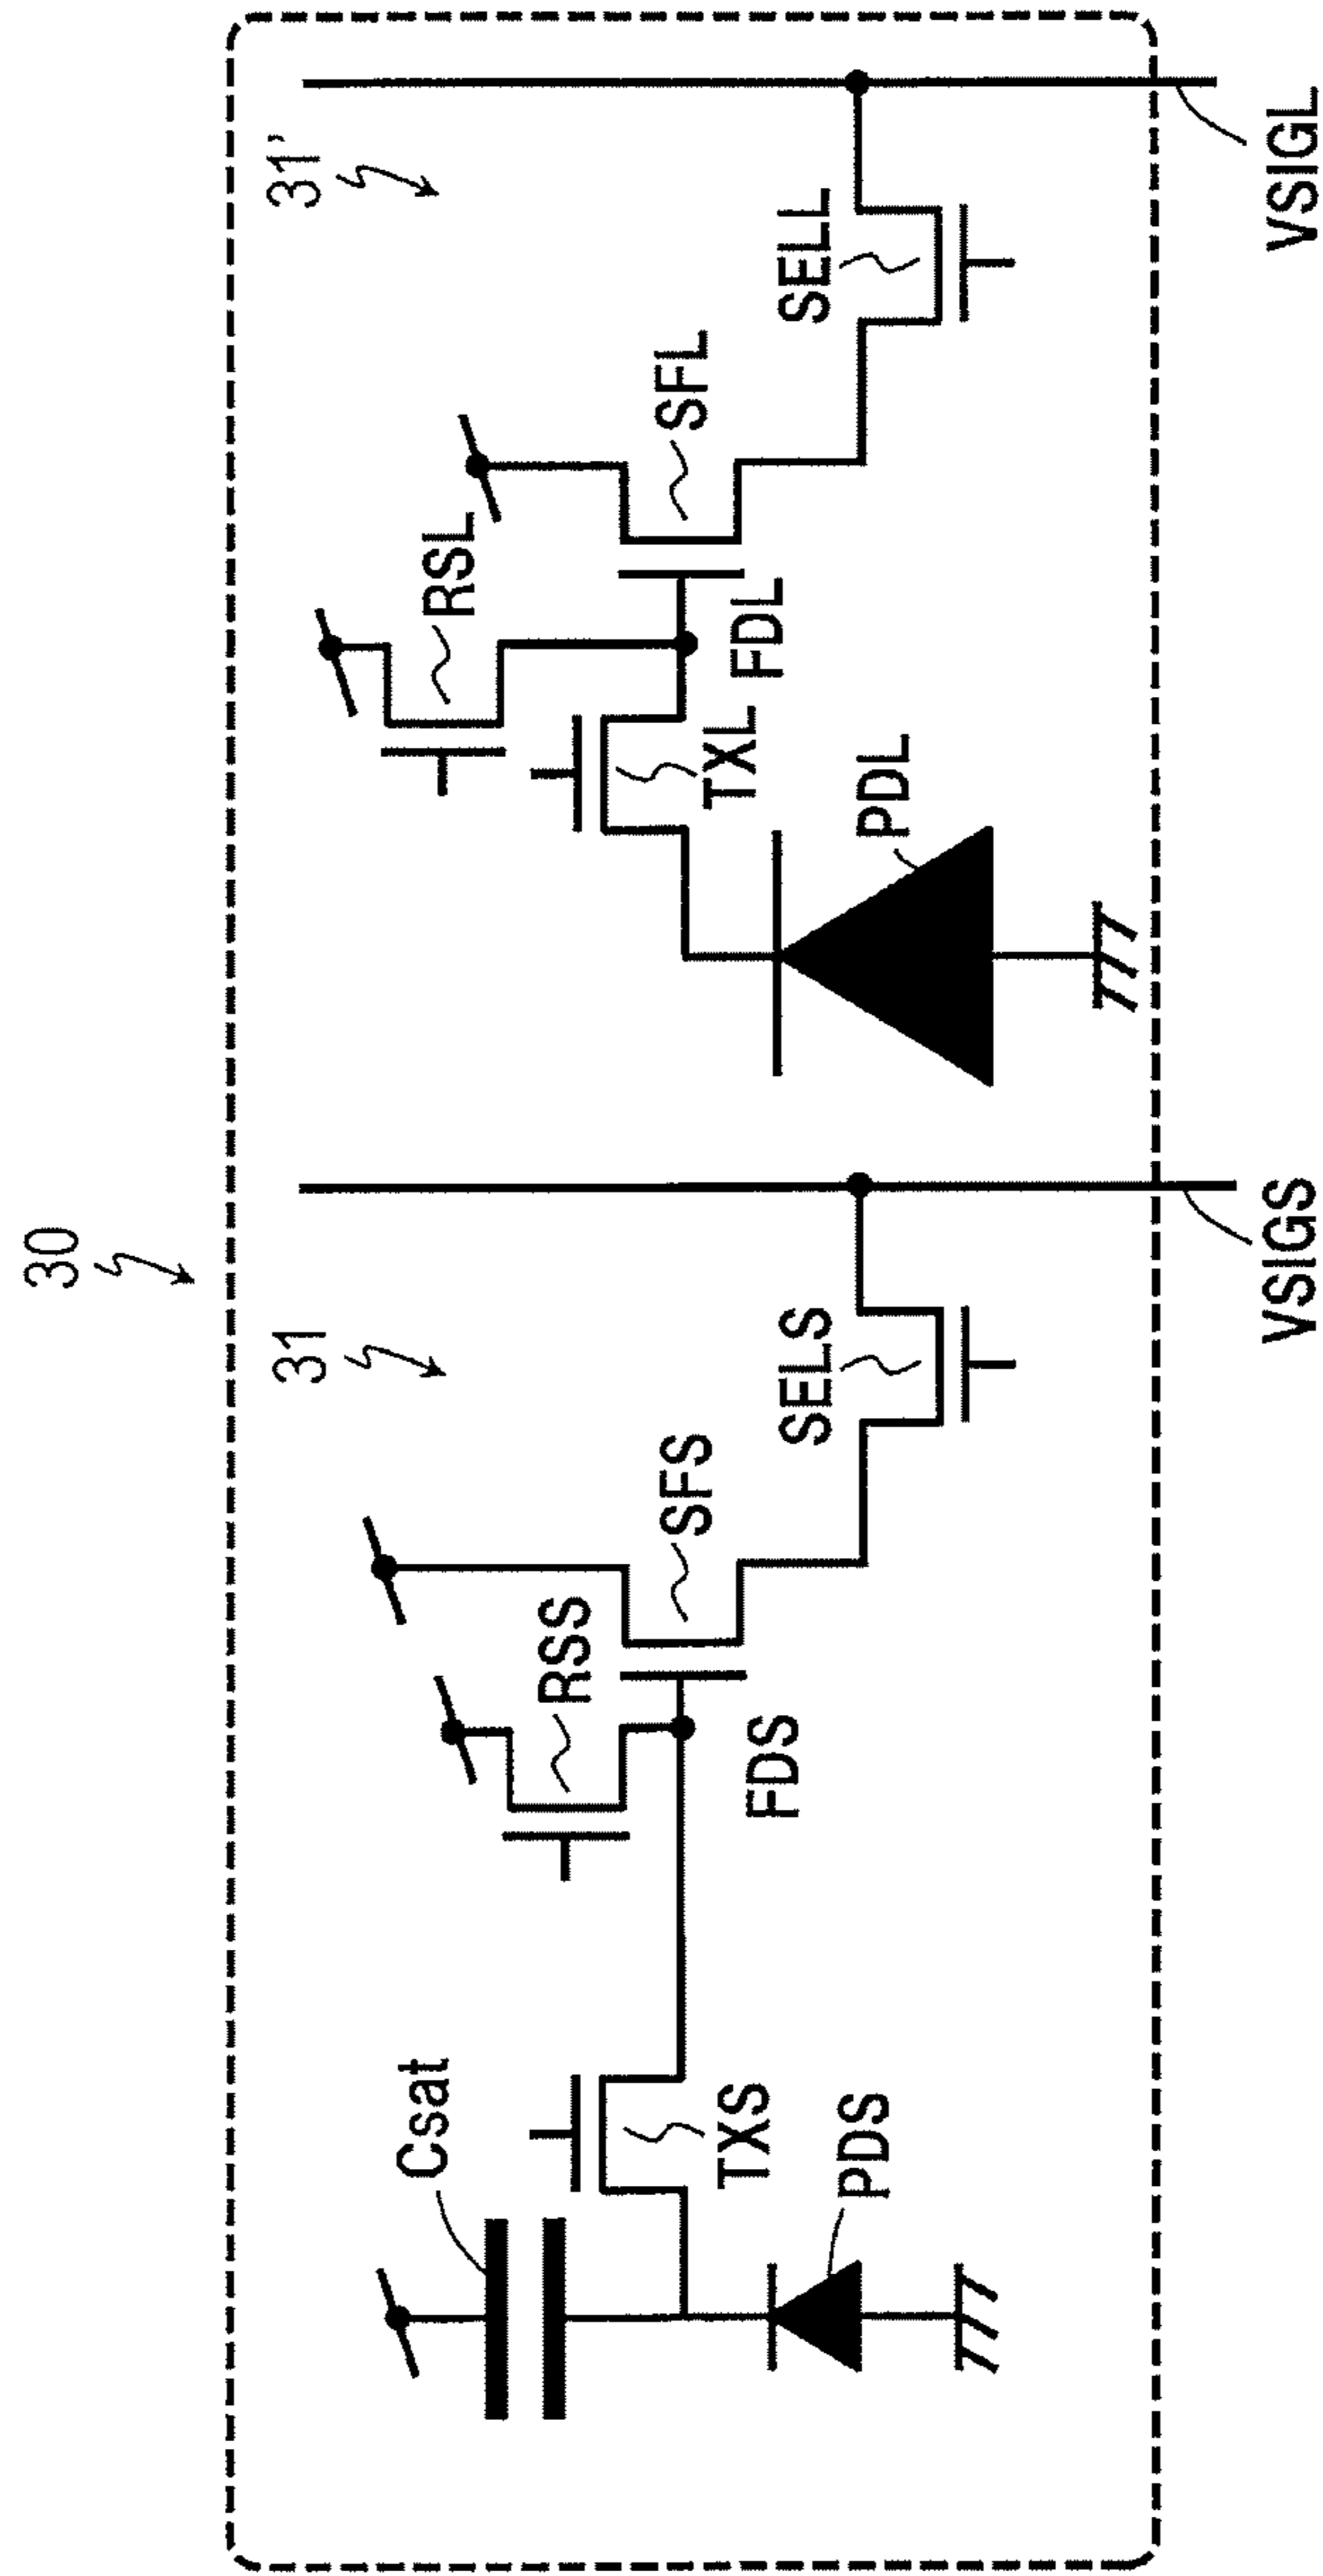 30
31
31’
Csat
TXS
PDS
RSS
FDS
SFS
SELS
VSIGS
RSL
TXL
PDL
FDL
SFL
SELL
VSIGL